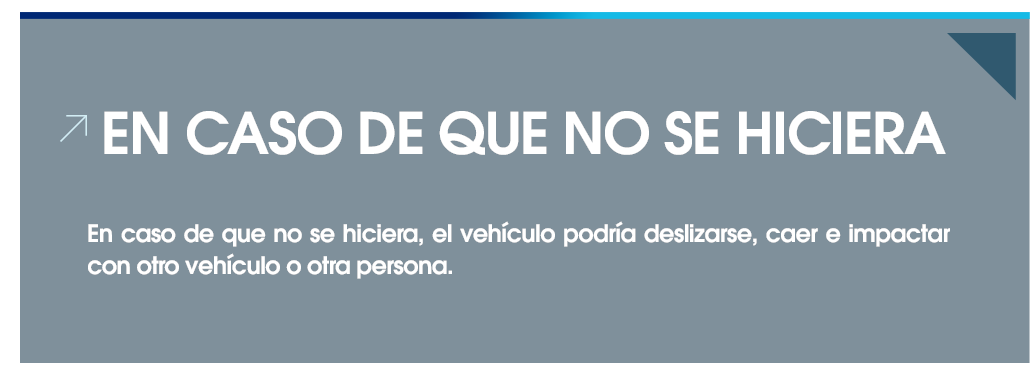 EN CASO DE QUE NO SE HICIERA
En caso de que no se hiciera, el vehículo podría deslizarse, caer e impactar
con otro vehículo o otra persona.